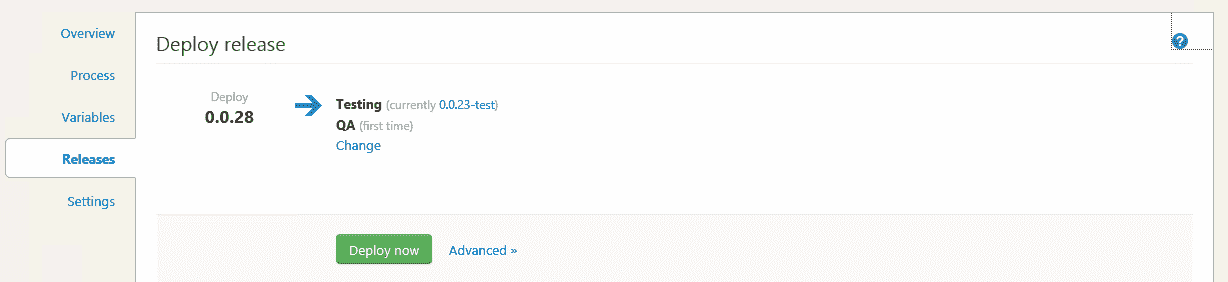 Overview
Process
Variables
Releases
Settings
Deploy release
?
Deploy
0.0.28
Testing (currently 0.0.23-test)
QA (first time)
Change
Deploy now
Advanced »